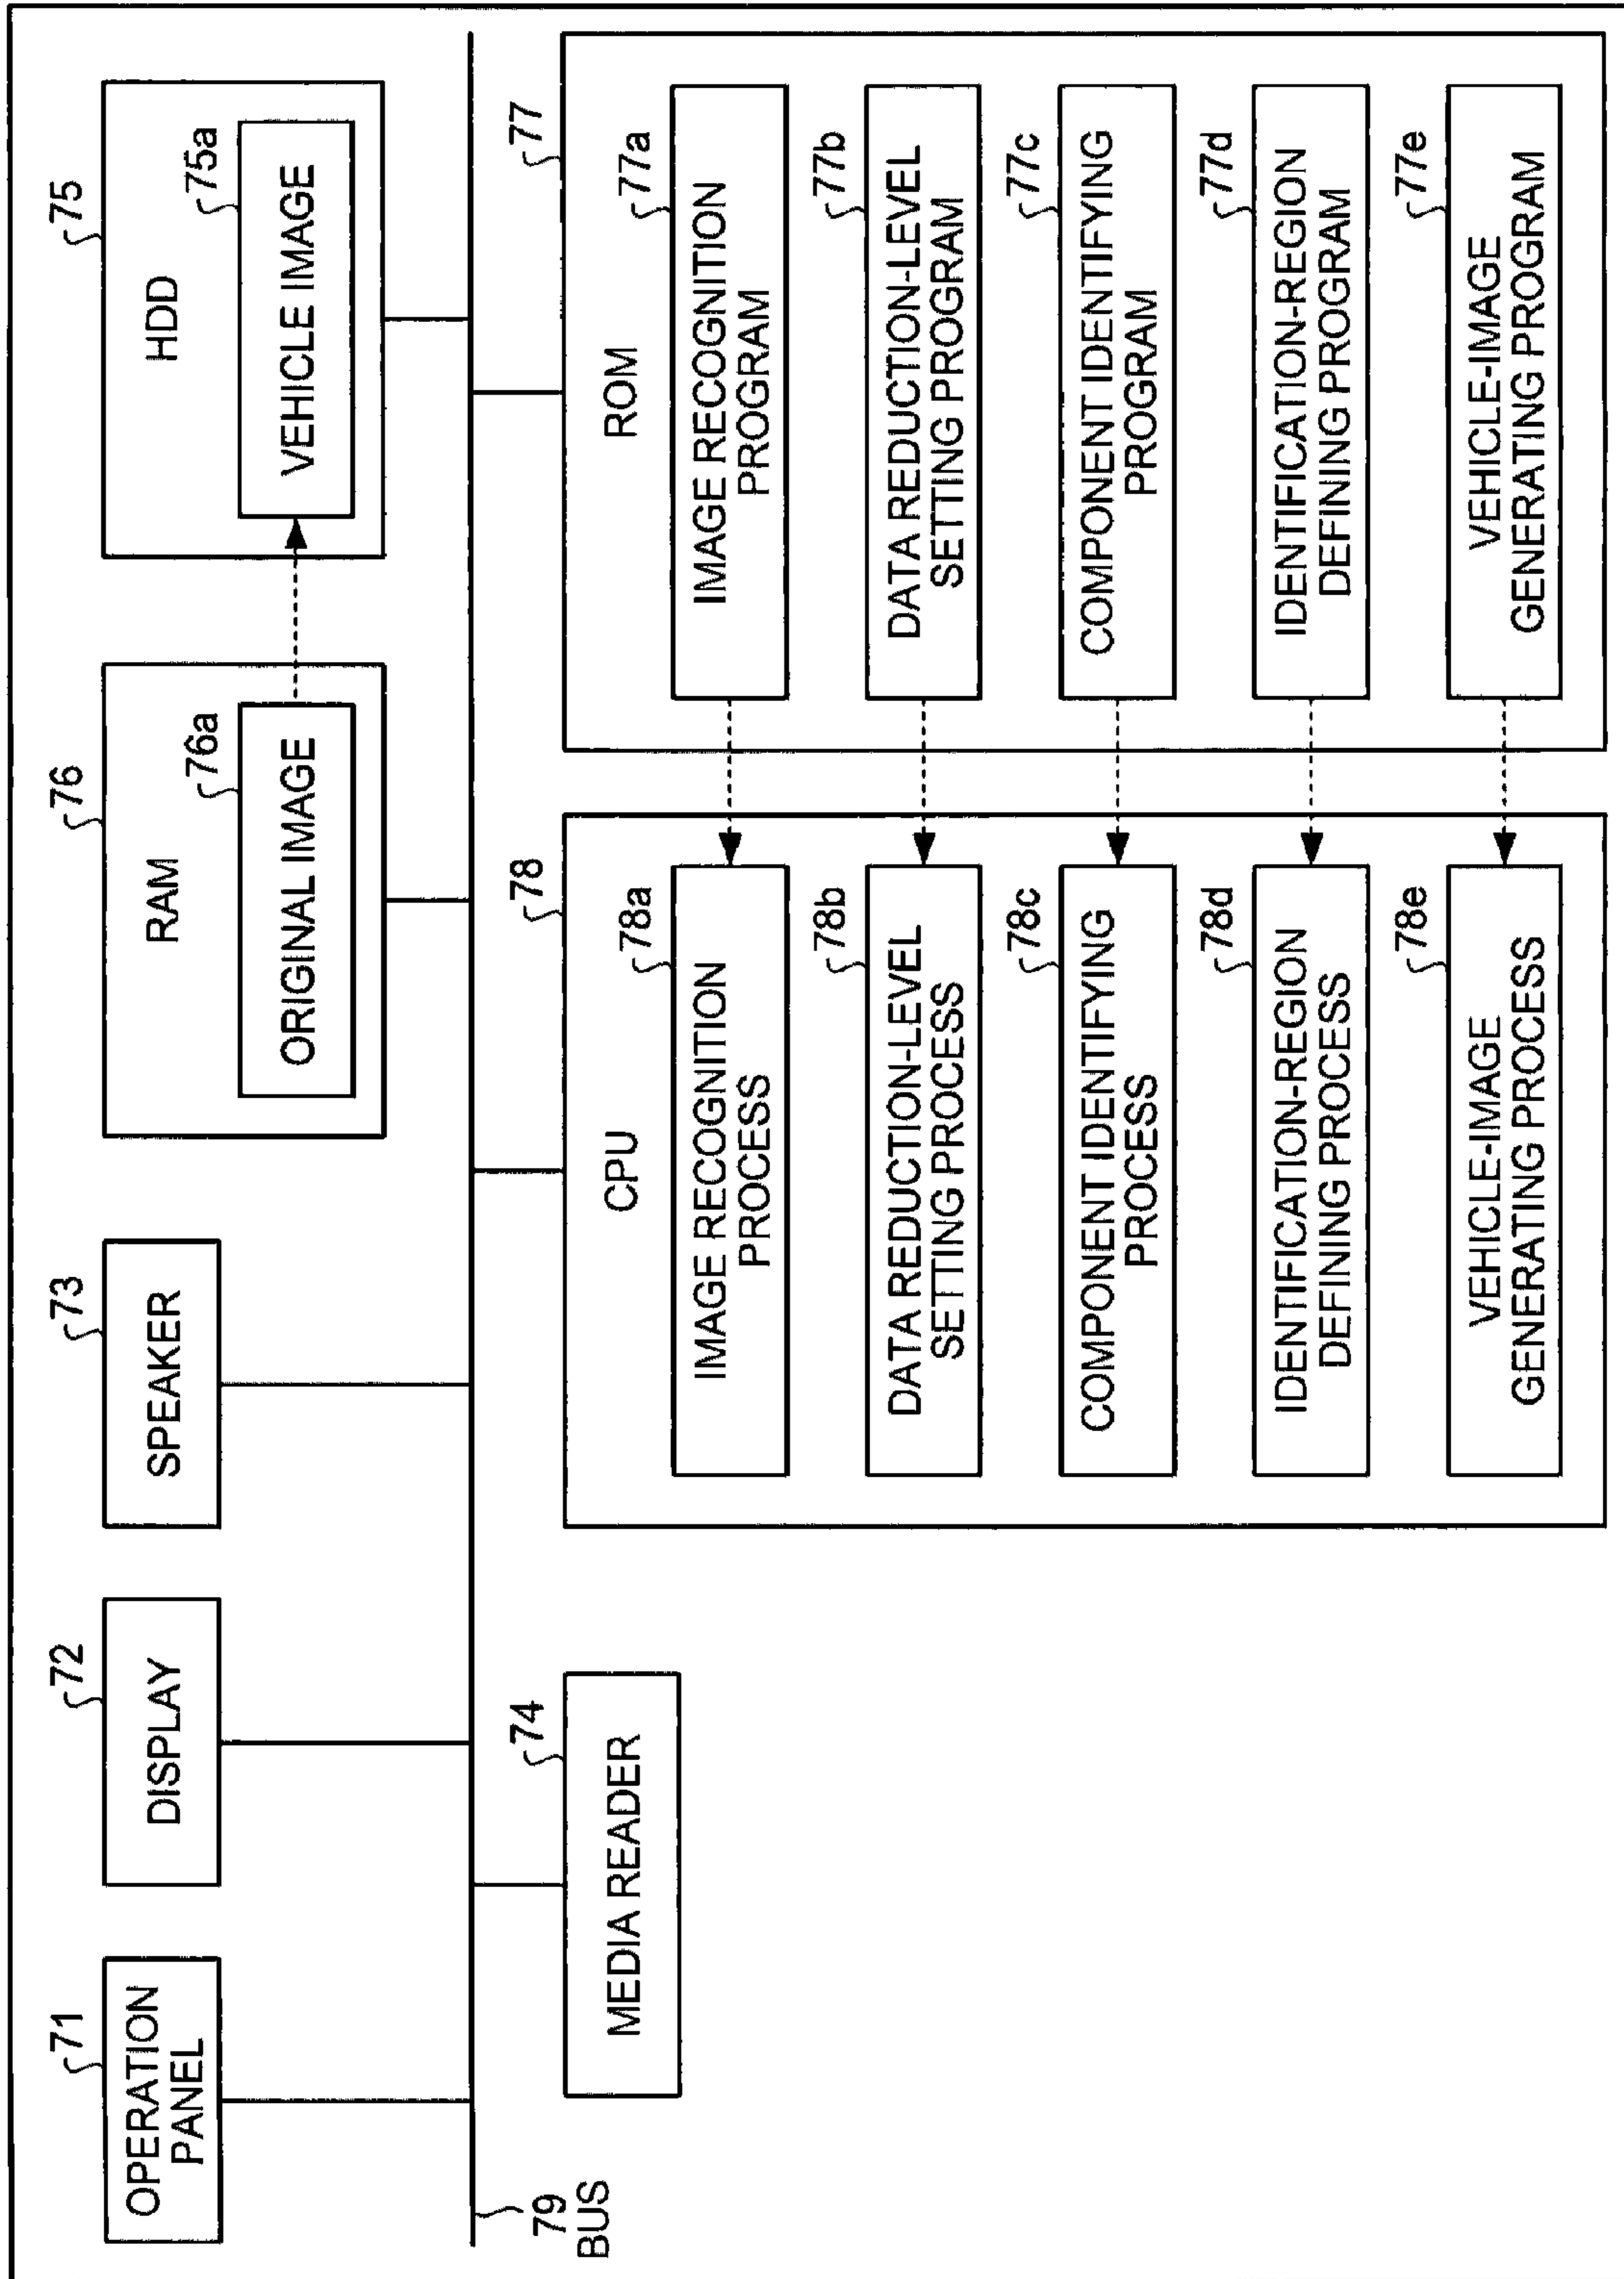 71
OPERATION
PANEL
72
DISPLAY
73
SPEAKER
76
RAM
76a
ORIGINAL IMAGE
75
HDD
75a
VEHICLE IMAGE
79
BUS
74
MEDIA READER
78
CPU
78a
IMAGE RECOGNITION
PROCESS
78b
DATA REDUCTION-LEVEL
SETTING PROCESS
78c
COMPONENT IDENTIFYING
PROCESS
78d
IDENTIFICATION-REGION
DEFINING PROCESS
78e
VEHICLE-IMAGE
GENERATING PROCESS
77
ROM
77a
IMAGE RECOGNITION
PROGRAM
77b
DATA REDUCTION-LEVEL
SETTING PROGRAM
77c
COMPONENT IDENTIFYING
PROGRAM
77d
IDENTIFICATION-REGION
DEFINING PROGRAM
77e
VEHICLE-IMAGE
GENERATING PROGRAM